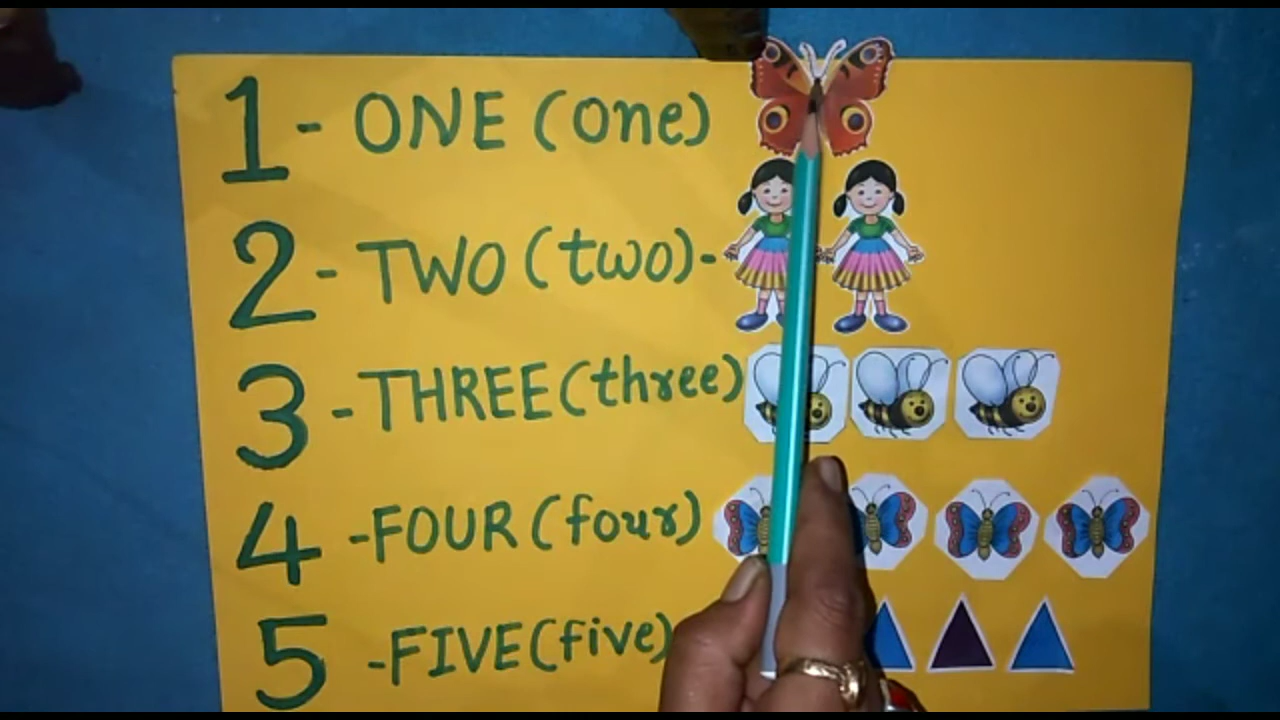 1 - ONE (one)
2 - TWO (two) -
3 - THREE (three)
4 - FOUR (four)
5 - FIVE (five)